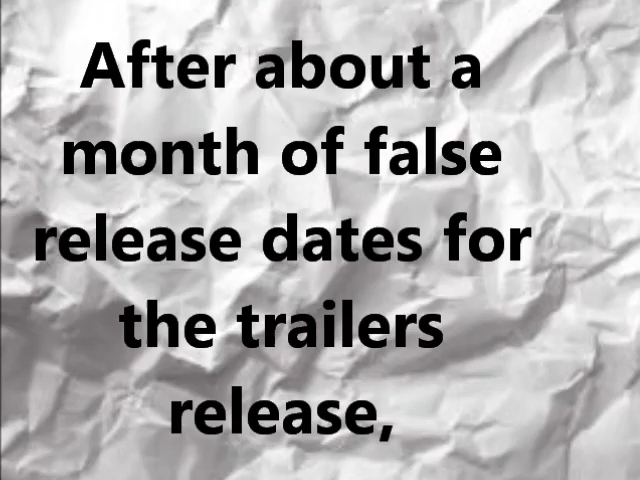 After about a
month of false
release dates for
the trailers
release,